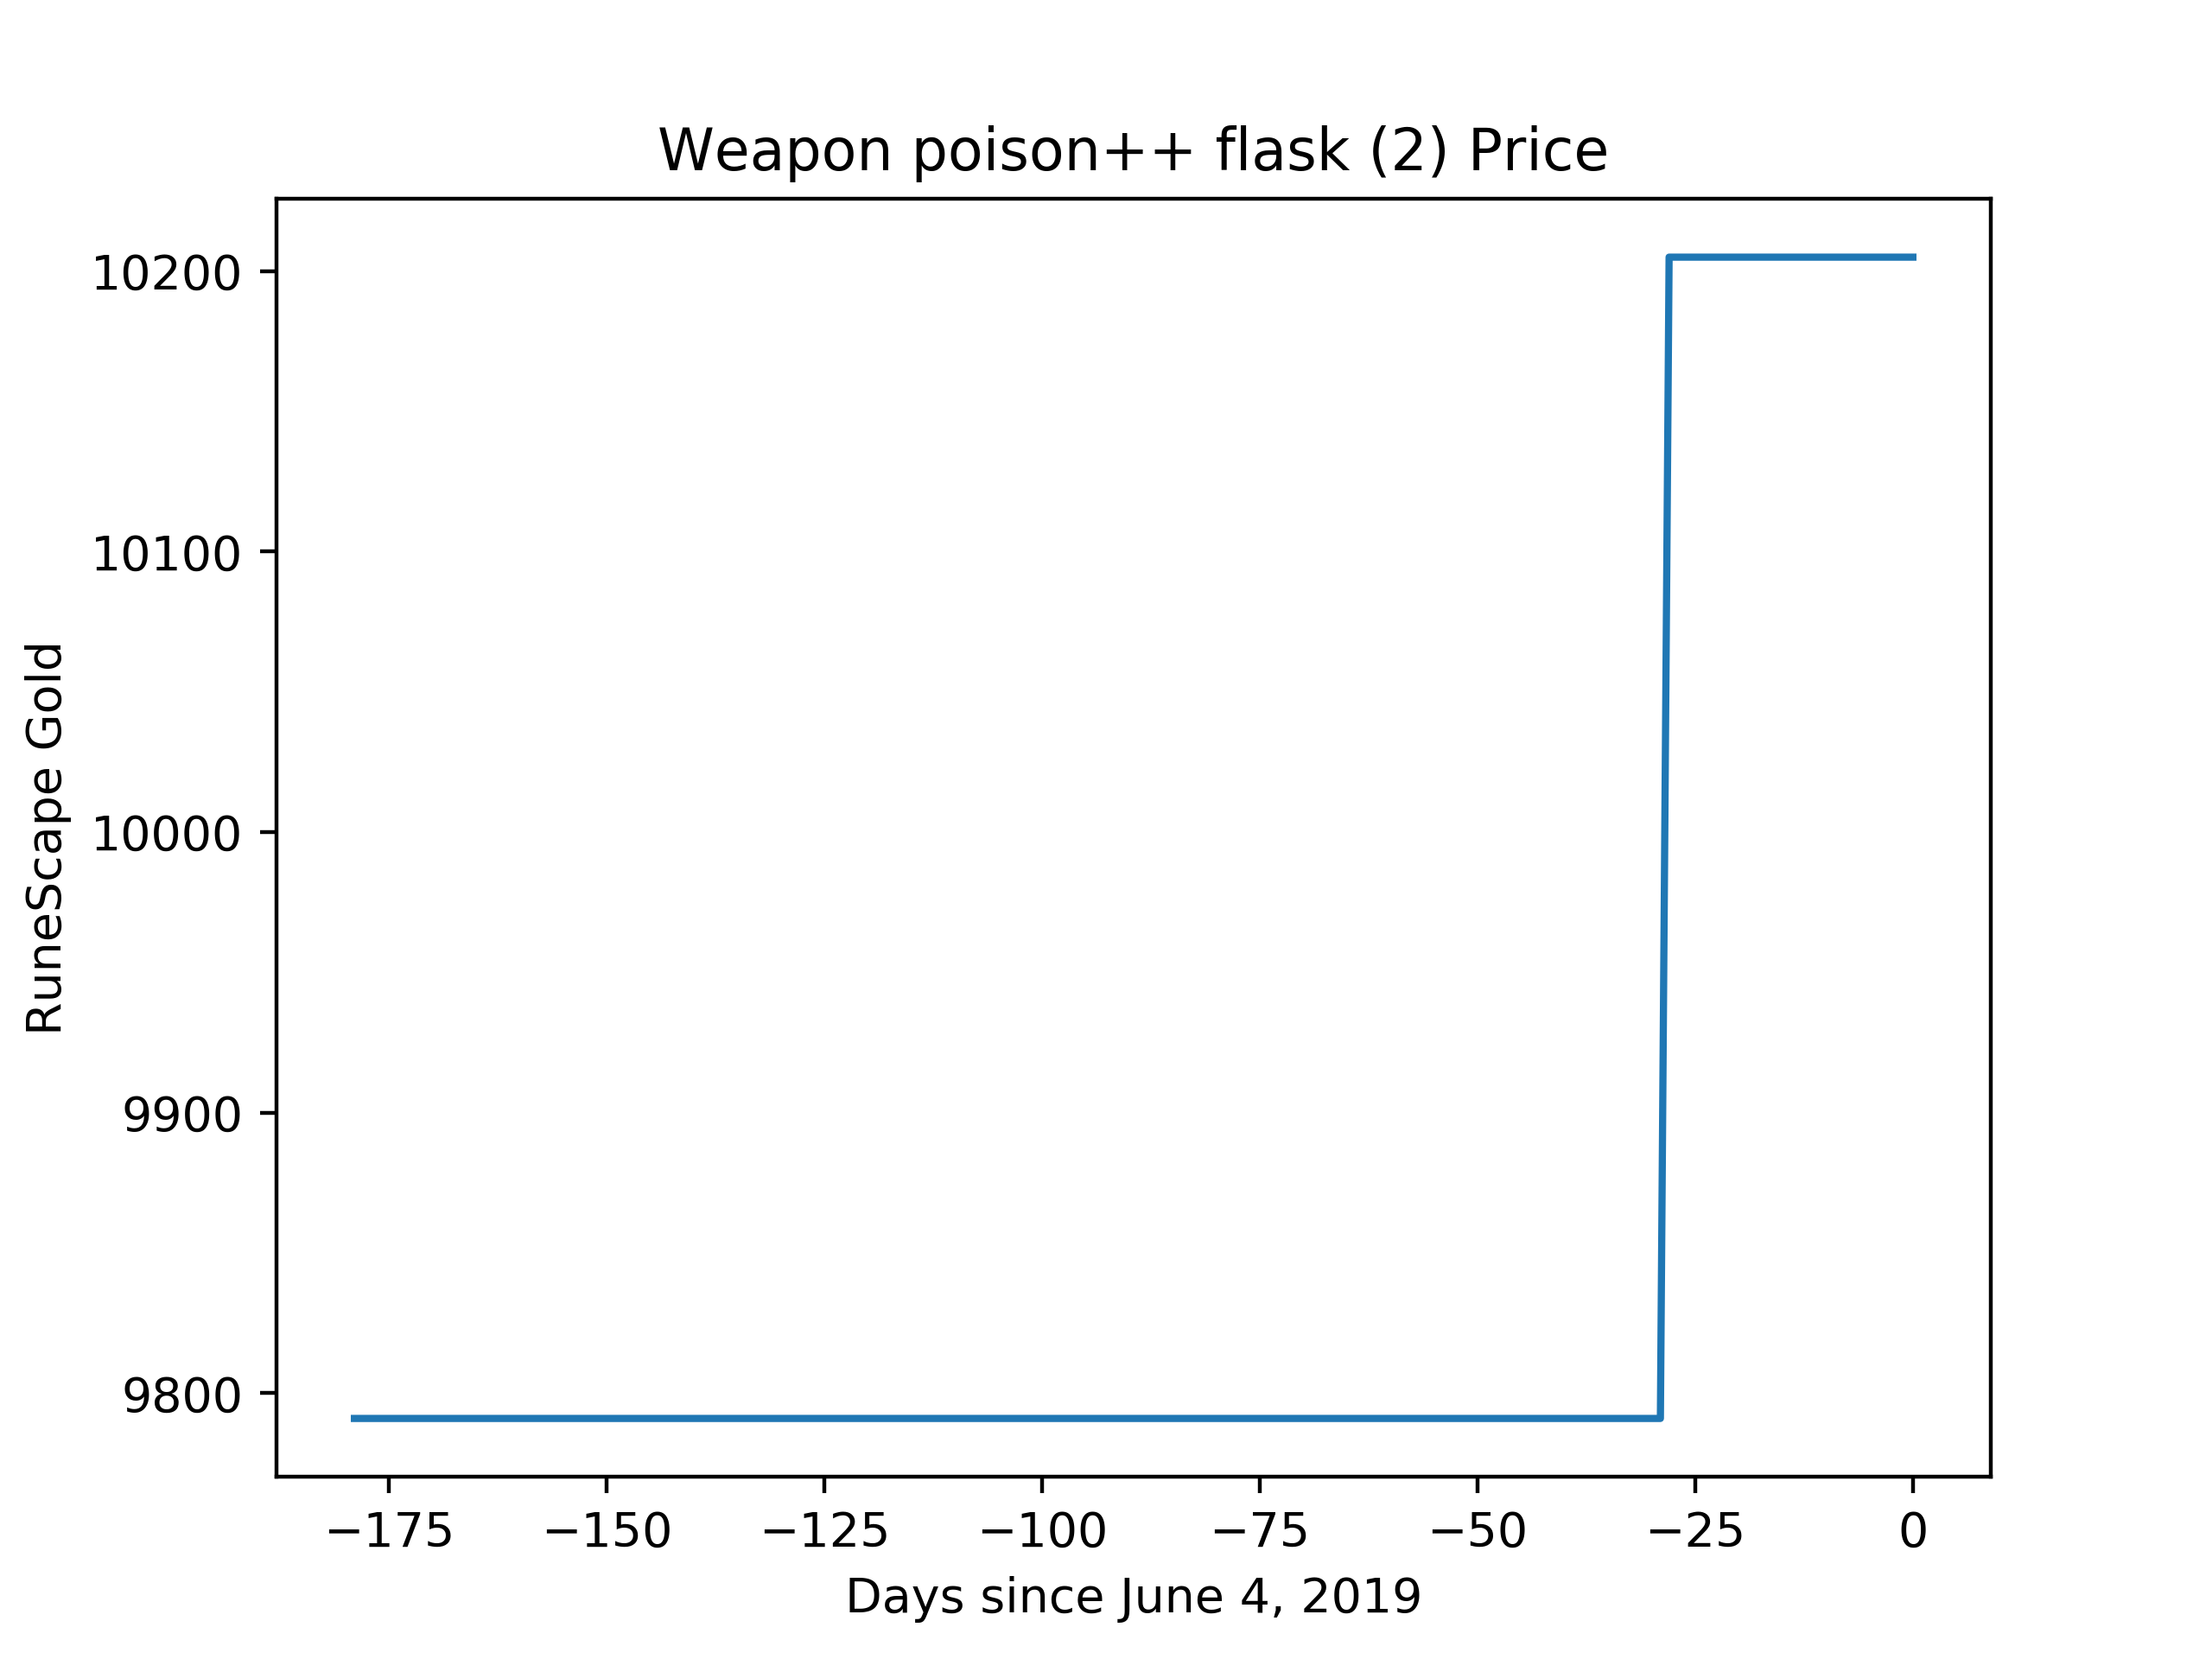 Weapon poison++ flask (2) Price
RuneScape Gold
10200
10100
10000
9900
9800
−175 −150 −125 −100 −75 −50 −25 0
Days since June 4, 2019